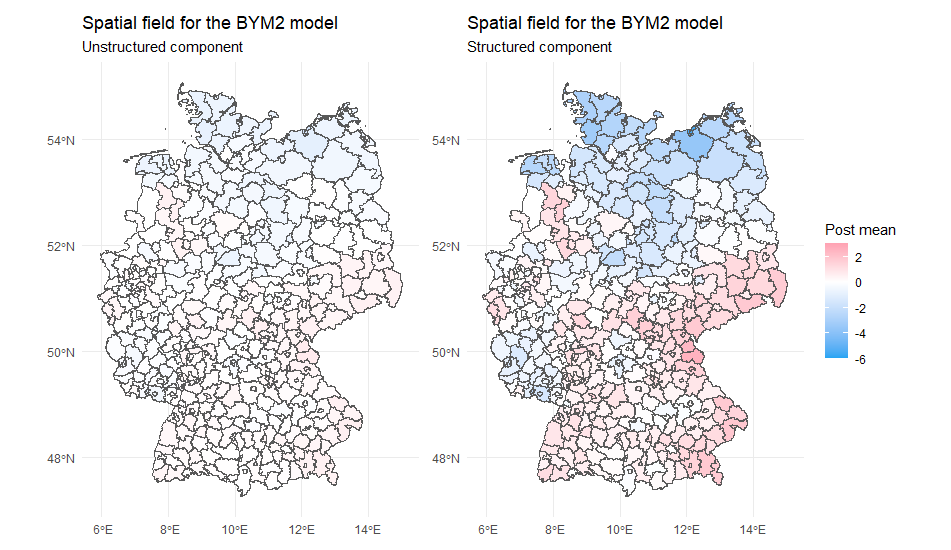 Spatial field for the BYM2 model
Unstructured component
54°N
52°N
50°N
48°N
6°E 8°E 10°E 12°E 14°E
Spatial field for the BYM2 model
Structured component
54°N
52°N
50°N
48°N
6°E 8°E 10°E 12°E 14°E
Post mean
2
0
-2
-4
-6